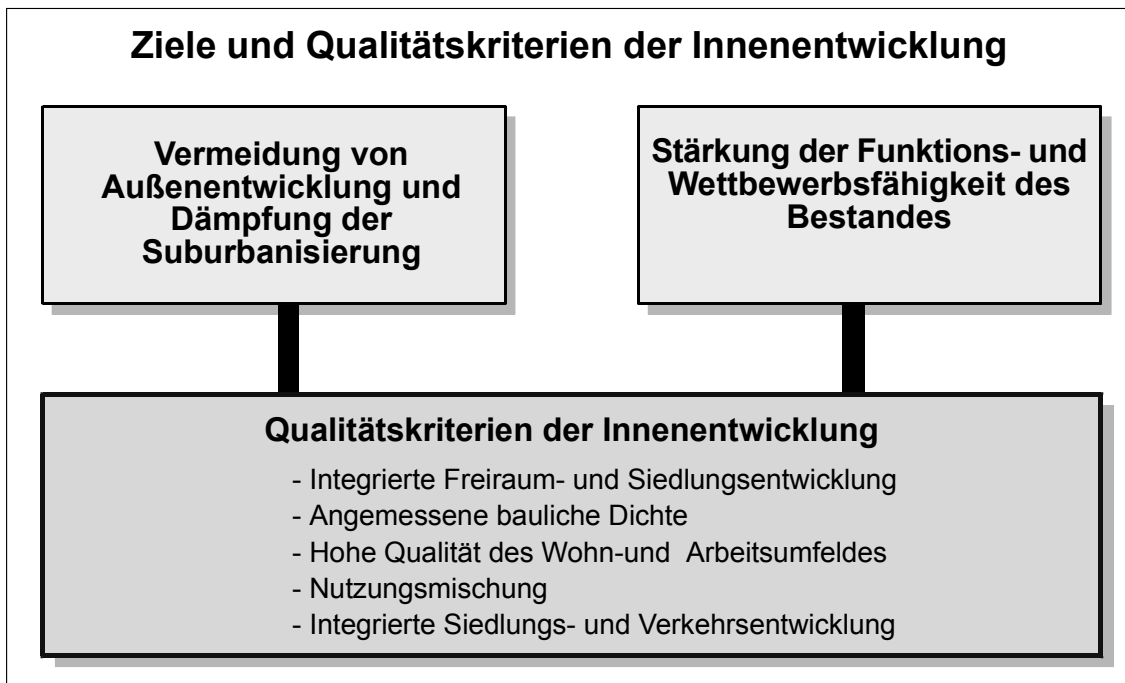 Ziele und Qualitätskriterien der Innenentwicklung
Vermeidung von
Außenentwicklung und
Dämpfung der
Suburbanisierung
Stärkung der Funktions- und
Wettbewerbsfähigkeit des
Bestandes
Qualitätskriterien der Innenentwicklung
- Integrierte Freiraum- und Siedlungsentwicklung
- Angemessene bauliche Dichte
- Hohe Qualität des Wohn-und Arbeitsumfeldes
- Nutzungsmischung
- Integrierte Siedlungs- und Verkehrsentwicklung